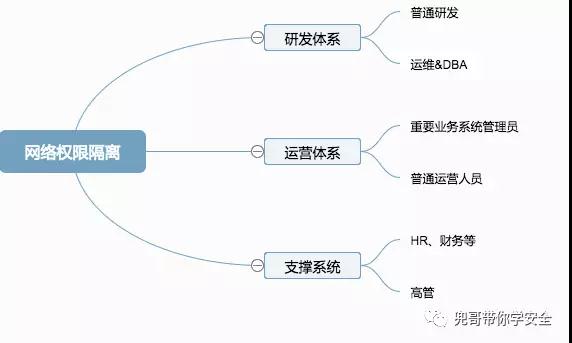 网络权限隔离
研发体系
普通研发
运维&DBA
运营体系
重要业务系统管理员
普通运营人员
支撑系统
HR、财务等
高管
兜哥带你学安全